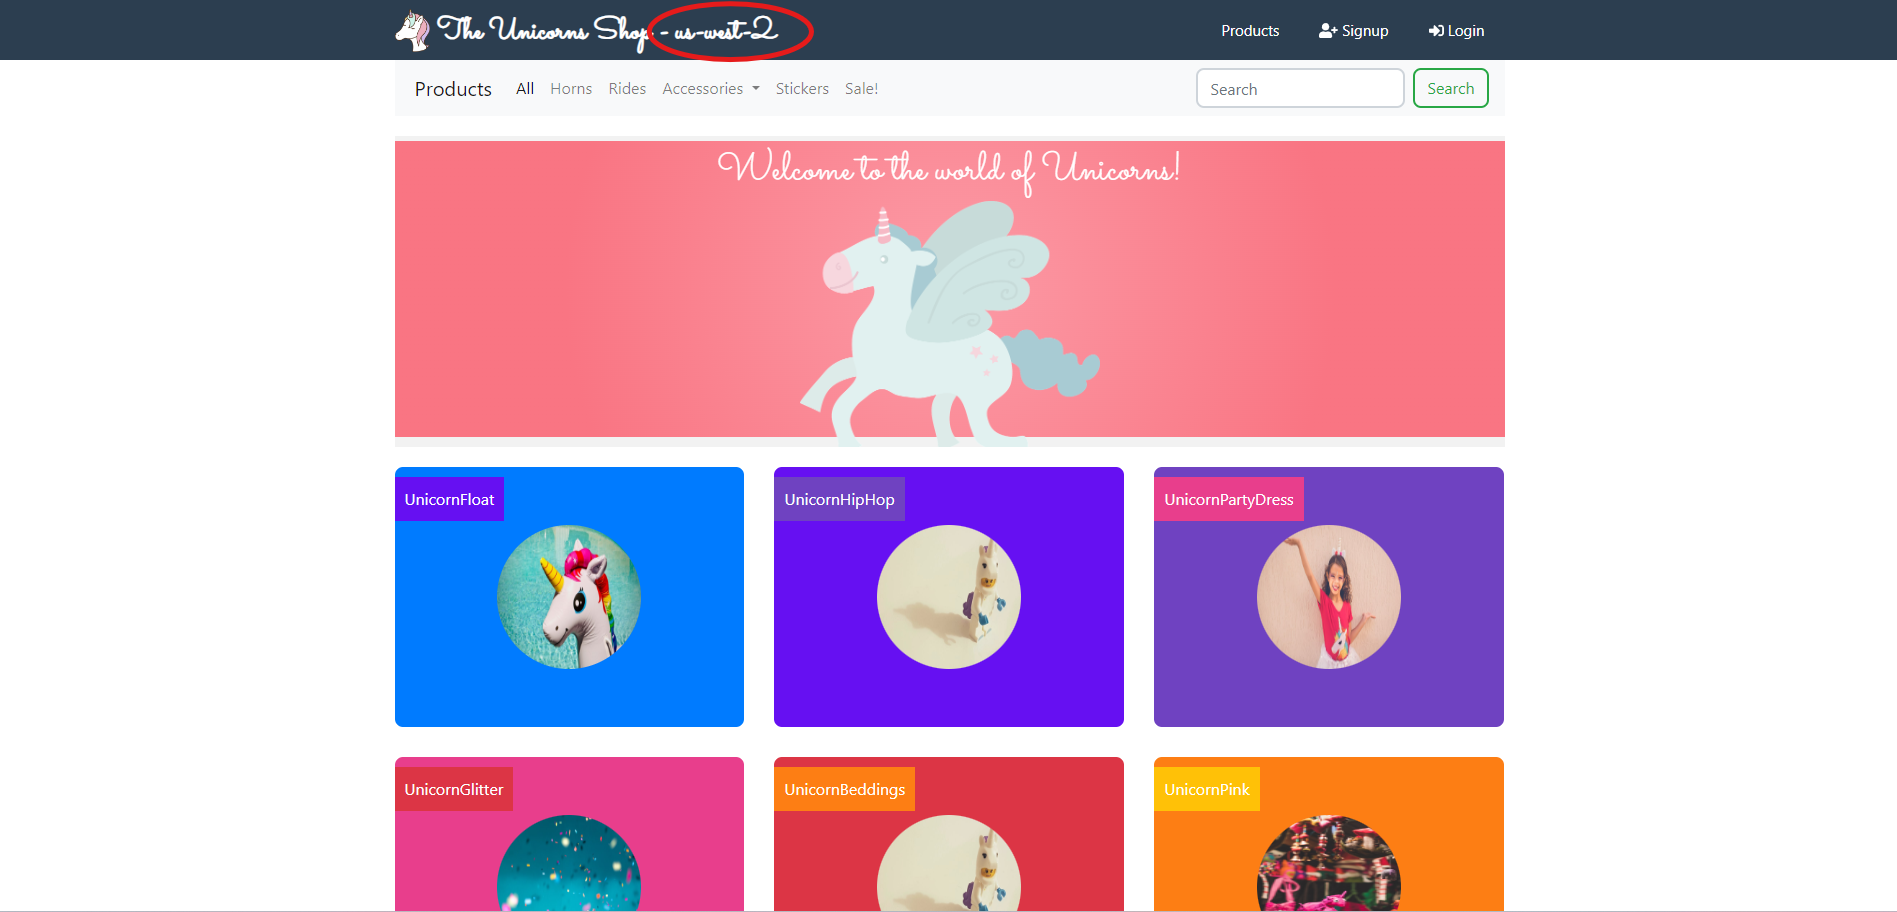 The Unicorns Shop - us-west-2
Products
Signup
Login
Products All Horns Rides Accessories Stickers Sale!
Search
Search
Welcome to the world of Unicorns!
UnicornFloat
UnicornHipHop
UnicornPartyDress
UnicornGlitter
UnicornBeddings
UnicornPink